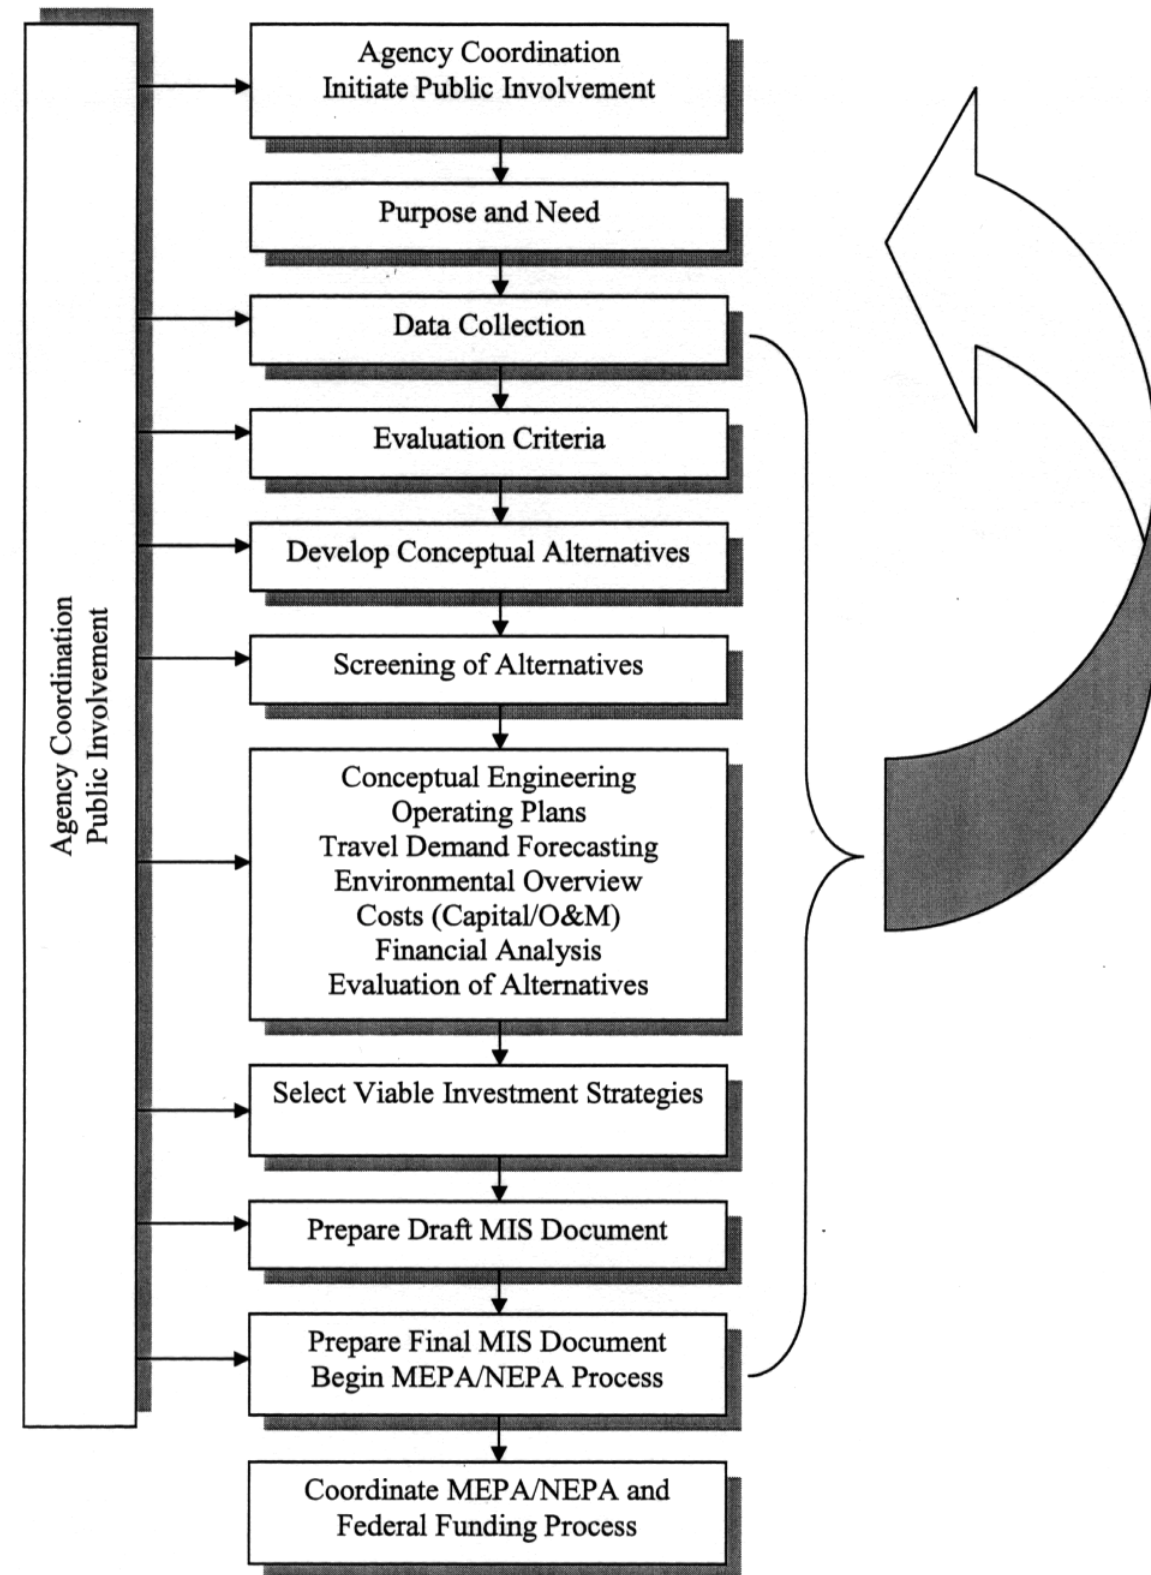 Agency Coordination
Public Involvement
Agency Coordination
Initiate Public Involvement
Purpose and Need
Data Collection
Evaluation Criteria
Develop Conceptual Alternatives
Screening of Alternatives
Conceptual Engineering
Operating Plans
Travel Demand Forecasting
Environmental Overview
Costs (Capital/O&M)
Financial Analysis
Evaluation of Alternatives
Select Viable Investment Strategies
Prepare Draft MIS Document
Prepare Final MIS Document
Begin MEPA/NEPA Process
Coordinate MEPA/NEPA and
Federal Funding Process